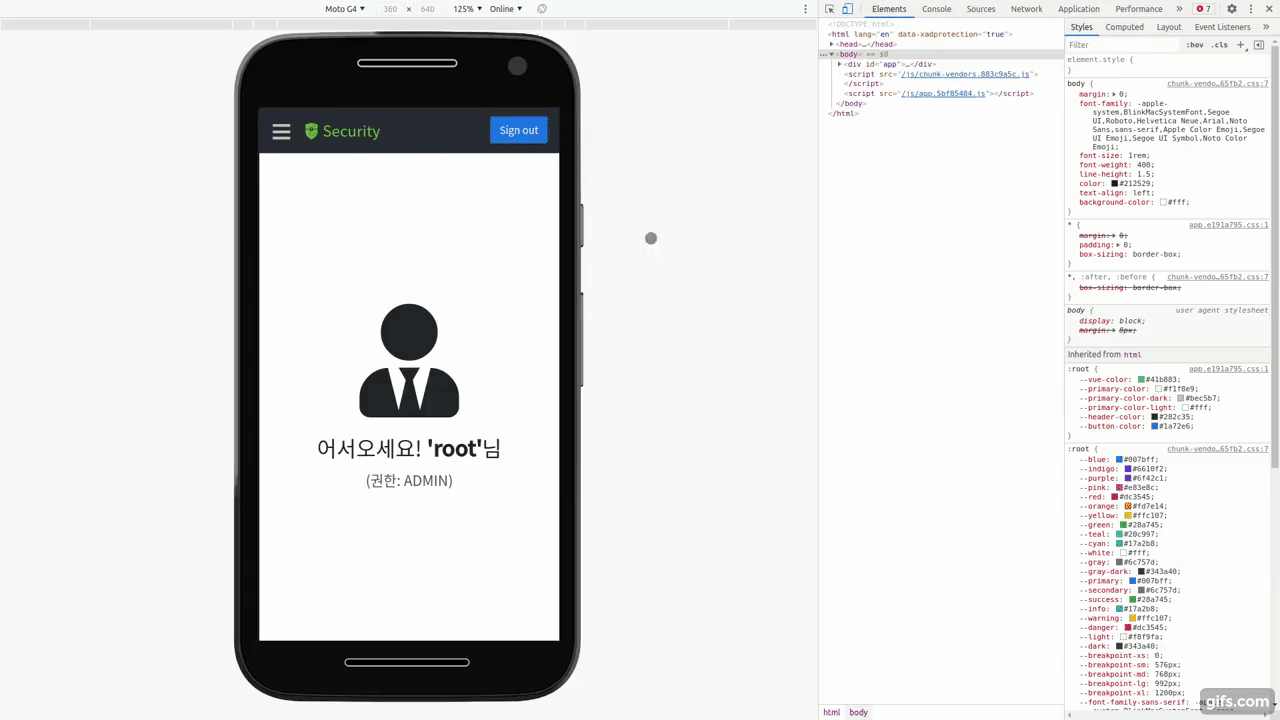 Moto G4 ▾ 360 × 640 125% ▾ Online ▾
Security
Sign out
어서오세요! 'root'님
(권한: ADMIN)
Elements Console Sources Network Application Performance » 7
<!DOCTYPE html>
<html lang="en" data-xadprotection="true">
▶<head>…</head>
…▼<body> == $0
▶<div id="app">…</div>
<script src="/js/chunk-vendors.883c9a5c.js">
</script>
<script src="/js/app.5bf85484.js"></script>
</body>
</html>
html body
Styles Computed Layout Event Listeners »
Filter :hov .cls +
element.style {
}
body { chunk-vendo…65fb2.css:7
margin:▶ 0;
font-family: -apple-
system,BlinkMacSystemFont,Segoe
UI,Roboto,Helvetica Neue,Arial,Noto
Sans,sans-serif,Apple Color Emoji,Segoe
UI Emoji,Segoe UI Symbol,Noto Color
Emoji;
font-size: 1rem;
font-weight: 400;
line-height: 1.5;
color: #212529;
text-align: left;
background-color: #fff;
}
* { app.e191a795.css:1
margin:▶ 0;
padding:▶ 0;
box-sizing: border-box;
}
*, :after, :before { chunk-vendo…65fb2.css:7
box-sizing: border-box;
}
body { user agent stylesheet
display: block;
margin:▶ 8px;
}
Inherited from html
:root { app.e191a795.css:1
--vue-color: #41b883;
--primary-color: #f1f8e9;
--primary-color-dark: #bec5b7;
--primary-color-light: #fff;
--header-color: #282c35;
--button-color: #1a72e6;
}
:root { chunk-vendo…65fb2.css:7
--blue: #007bff;
--indigo: #6610f2;
--purple: #6f42c1;
--pink: #e83e8c;
--red: #dc3545;
--orange: #fd7e14;
--yellow: #ffc107;
--green: #28a745;
--teal: #20c997;
--cyan: #17a2b8;
--white: #fff;
--gray: #6c757d;
--gray-dark: #343a40;
--primary: #007bff;
--secondary: #6c757d;
--success: #28a745;
--info: #17a2b8;
--warning: #ffc107;
--danger: #dc3545;
--light: #f8f9fa;
--dark: #343a40;
--breakpoint-xs: 0;
--breakpoint-sm: 576px;
--breakpoint-md: 768px;
--breakpoint-lg: 992px;
--breakpoint-xl: 1200px;
--font-family-sans-serif:
gifs.com